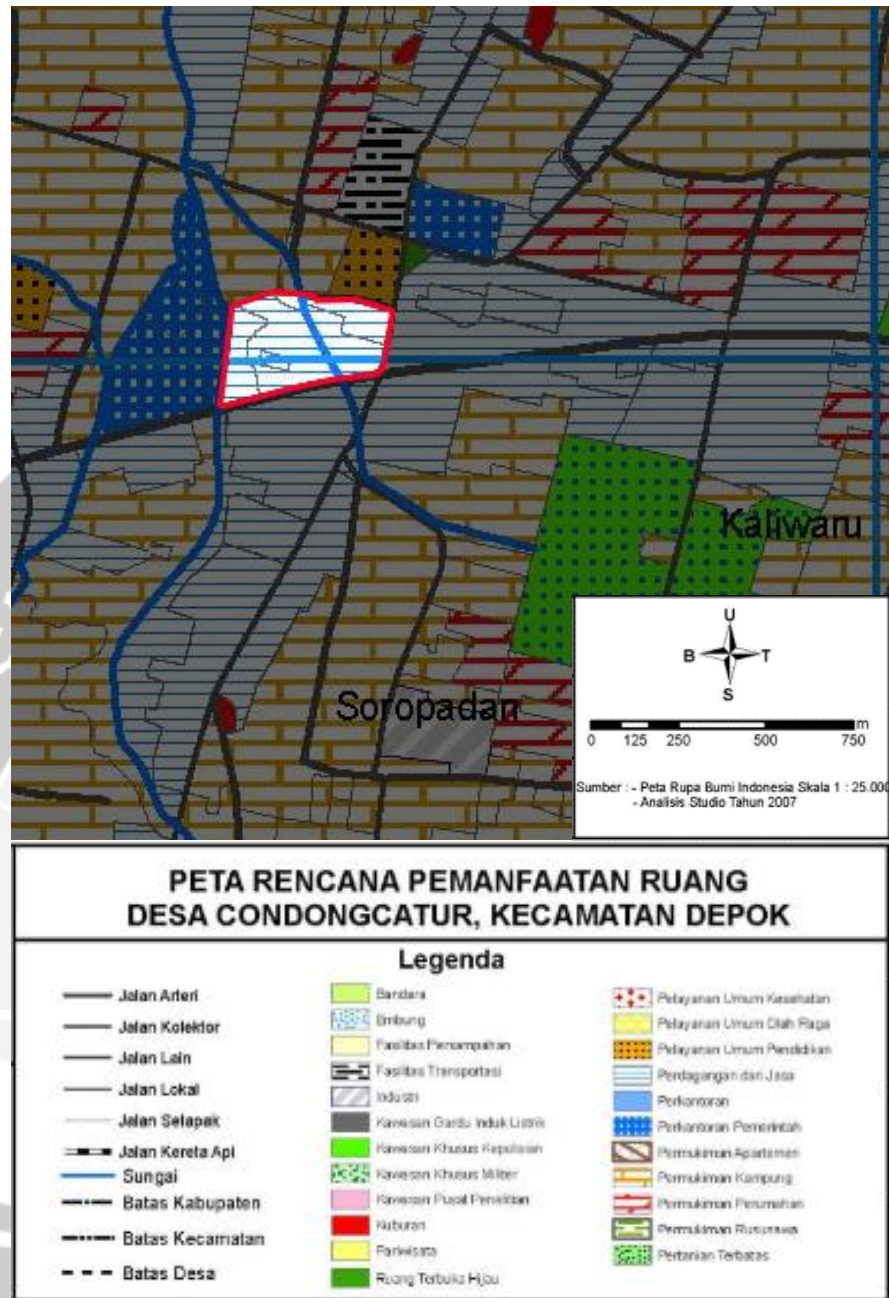 Kaliwaru
Soropadan
U
B T
S
m
0 125 250 500 750
Sumber : - Peta Rupa Bumi Indonesia Skala 1 : 25.000
- Analisis Studio Tahun 2007
PETA RENCANA PEMANFAATAN RUANG
DESA CONDONGCATUR, KECAMATAN DEPOK
Legenda
Jalan Arteri
Jalan Kolektor
Jalan Lain
Jalan Lokal
Jalan Setapak
Jalan Kereta Api
Sungai
Batas Kabupaten
Batas Kecamatan
Batas Desa
Bandara
Embung
Fasilitas Persampahan
Fasilitas Transportasi
Industri
Kawasan Gardu Induk Listrik
Kawasan Khusus Kepolisian
Kawasan Khusus Militer
Kawasan Pusat Penelitian
Kuburan
Pariwisata
Ruang Terbuka Hijau
Pelayanan Umum Kesehatan
Pelayanan Umum Olah Raga
Pelayanan Umum Pendidikan
Perdagangan dan Jasa
Perkantoran
Perkantoran Pemerintah
Permukiman Apartemen
Permukiman Kampung
Permukiman Perumahan
Permukiman Rusunawa
Pertanian Terbatas